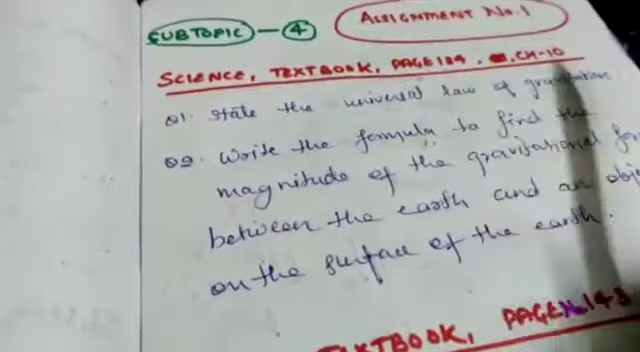 SUBTOPIC - 4
ASSIGNMENT No. 1
SCIENCE, TEXTBOOK, PAGE 134, CH-10
Q1. State the universal law of gravitation
Q2. Write the formula to find the
magnitude of the gravitational for
between the earth and an obje
on the surface of the earth.
TEXTBOOK, PAGE 143